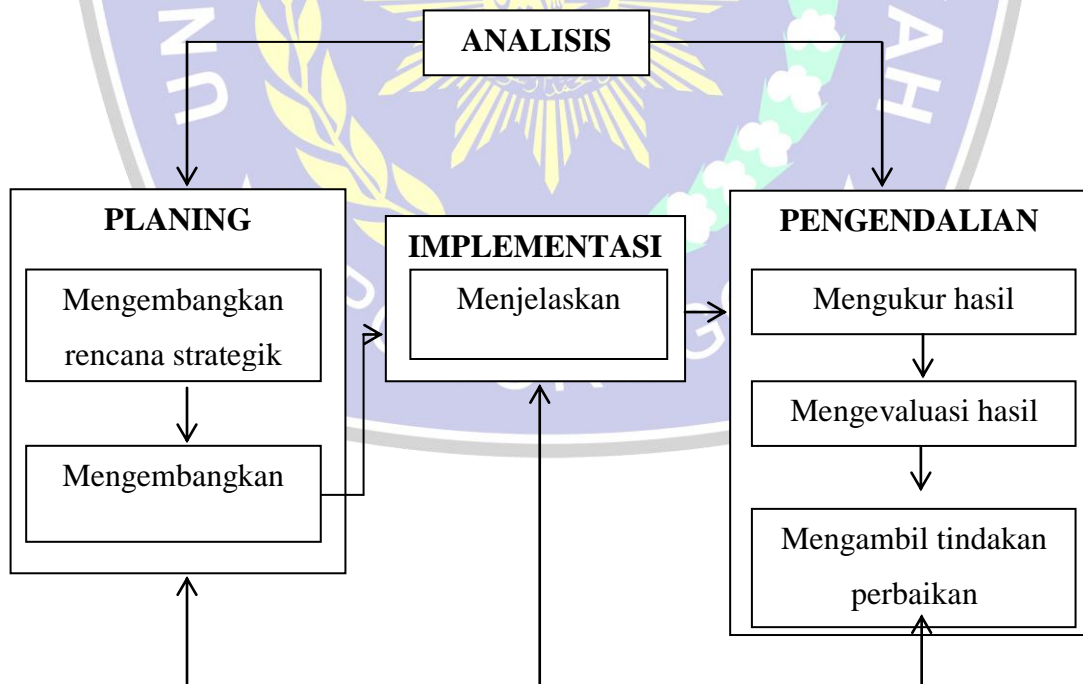 ANALISIS
PLANING
Mengembangkan
rencana strategik
Mengembangkan
IMPLEMENTASI
Menjelaskan
PENGENDALIAN
Mengukur hasil
Mengevaluasi hasil
Mengambil tindakan
perbaikan